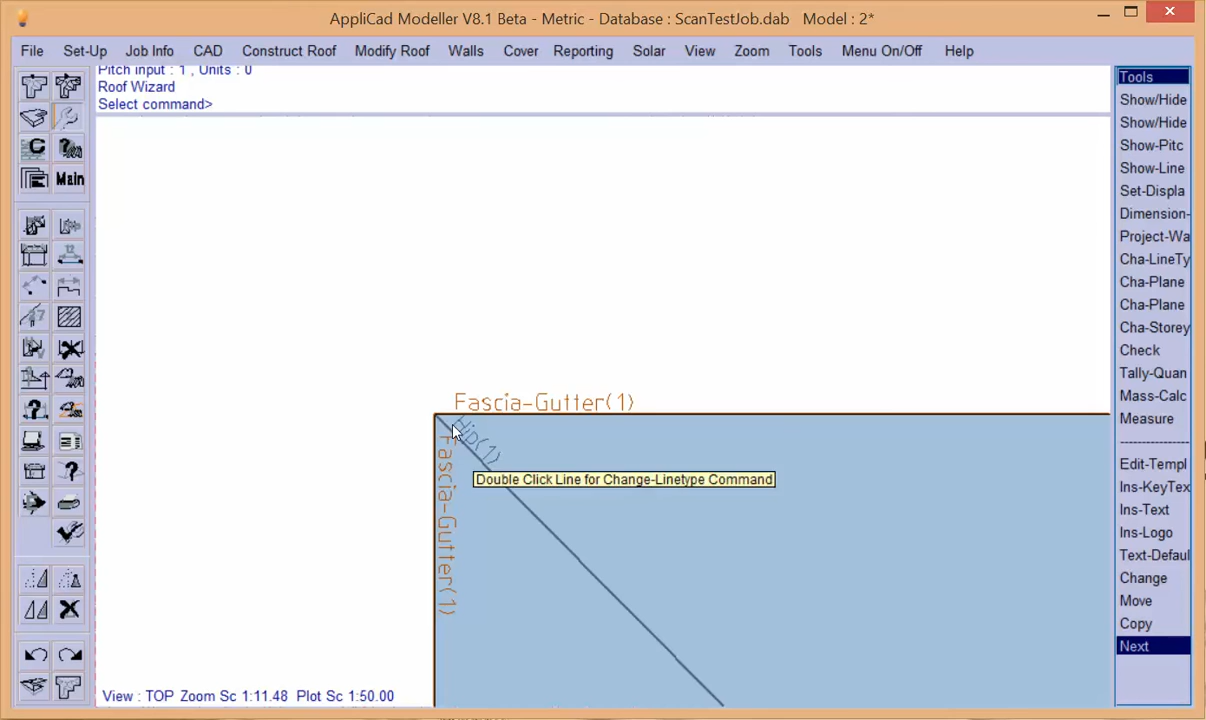 AppliCad Modeller V8.1 Beta - Metric - Database : ScanTestJob.dab   Model : 2*
File Set-Up Job Info CAD Construct Roof Modify Roof Walls Cover Reporting Solar View Zoom Tools Menu On/Off Help
Pitch input : 1 , Units : 0
Roof Wizard
Select command>
Main
Fascia-Gutter(1)
Hip(1)
Fascia-Gutter(1)
Double Click Line for Change-Linetype Command
View : TOP Zoom Sc 1:11.48 Plot Sc 1:50.00
Tools
Show/Hide
Show/Hide
Show-Pitc
Show-Line
Set-Displa
Dimension-
Project-Wa
Cha-LineTy
Cha-Plane
Cha-Plane
Cha-Storey
Check
Tally-Quan
Mass-Calc
Measure
----------------
Edit-Templ
Ins-KeyTex
Ins-Text
Ins-Logo
Text-Defaul
Change
Move
Copy
Next